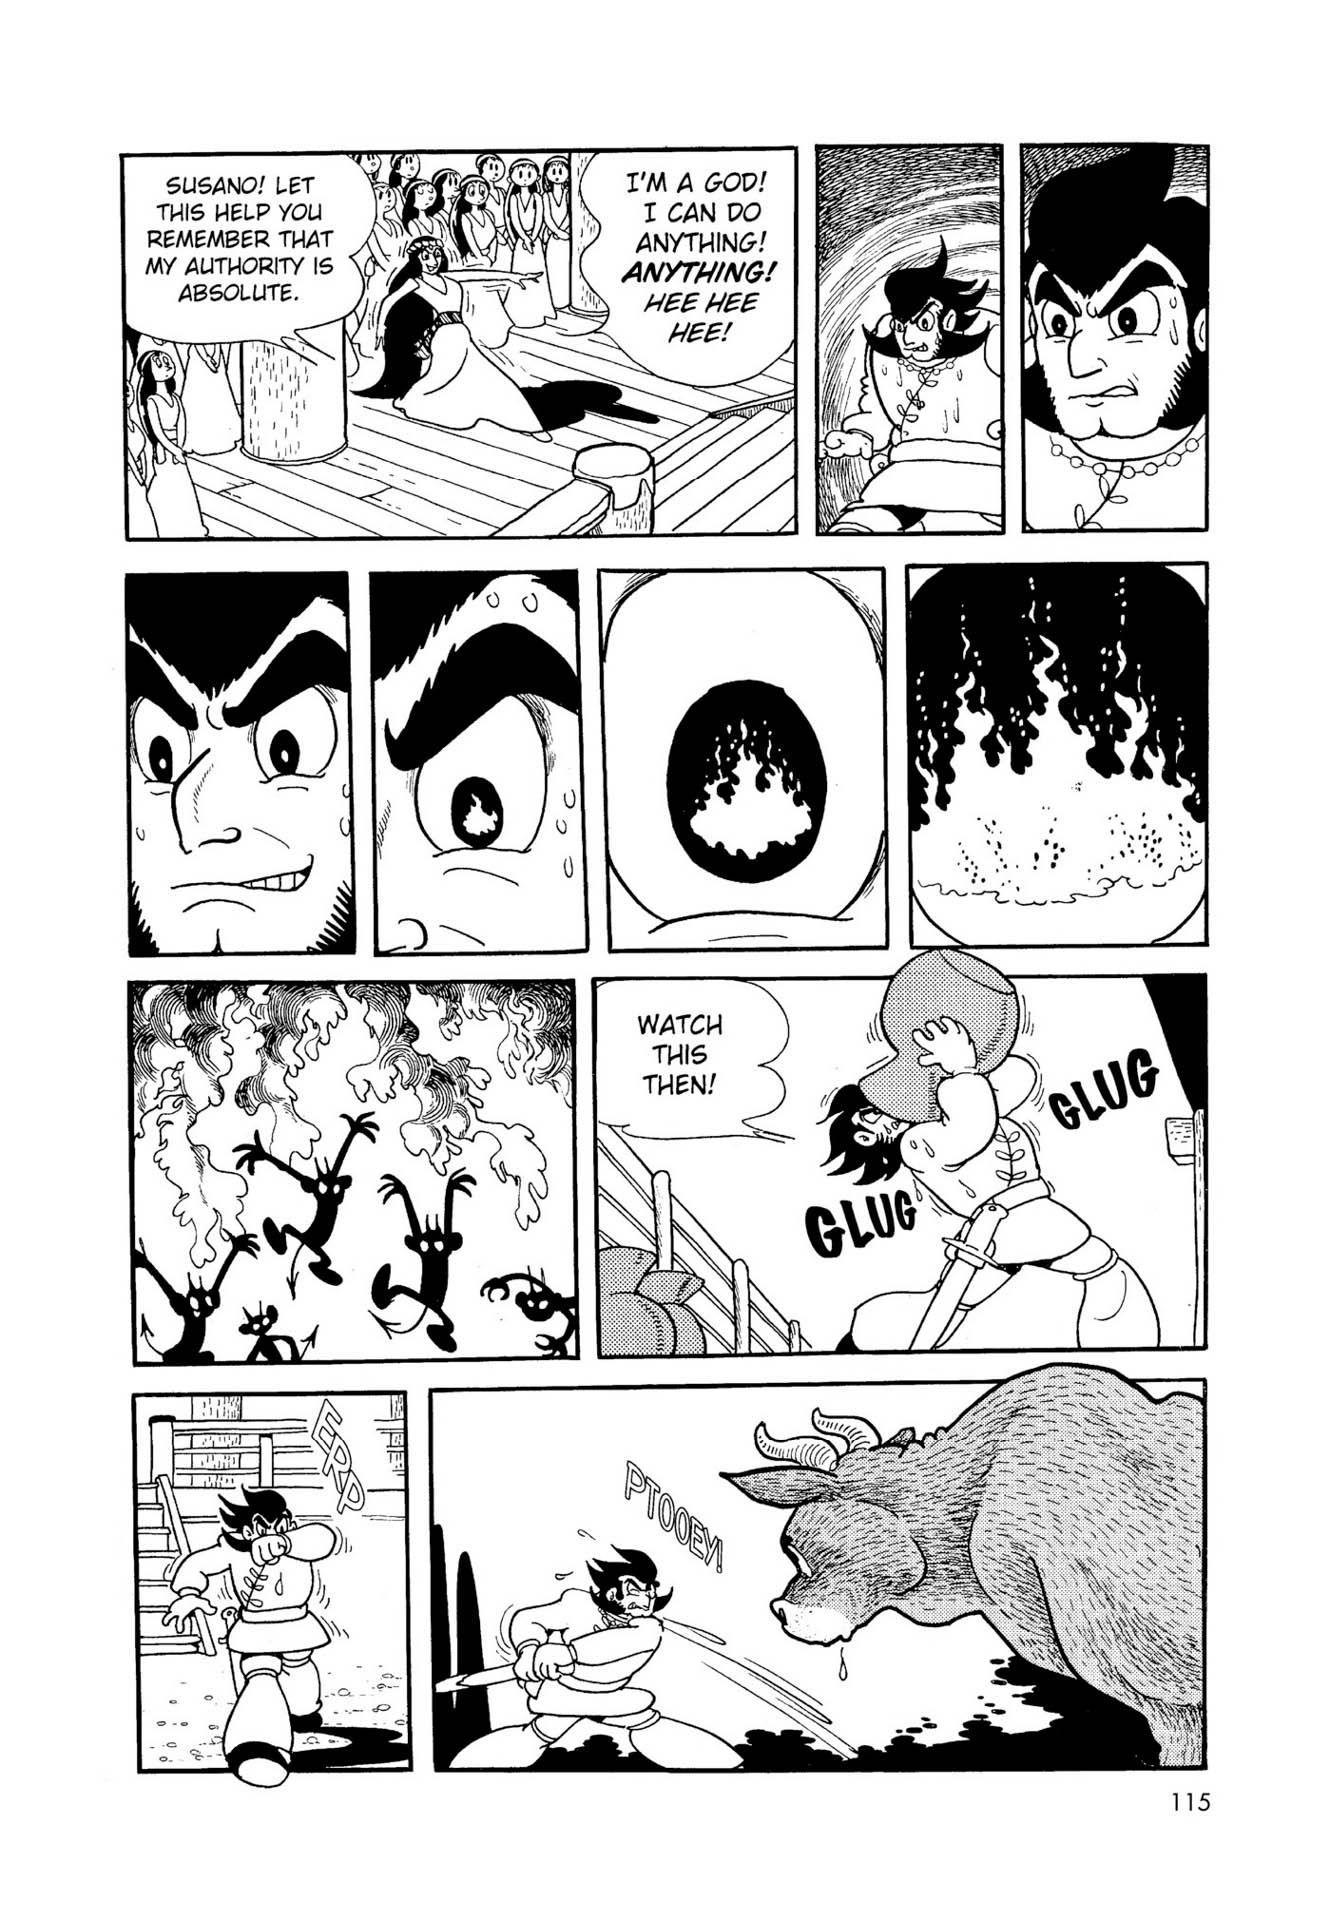 SUSANO! LET
THIS HELP YOU
REMEMBER THAT
MY AUTHORITY IS
ABSOLUTE.
I'M A GOD!
I CAN DO
ANYTHING!
ANYTHING!
HEE HEE
HEE!
WATCH
THIS
THEN!
GLUG
GLUG
ERP
PTOOEY!
115